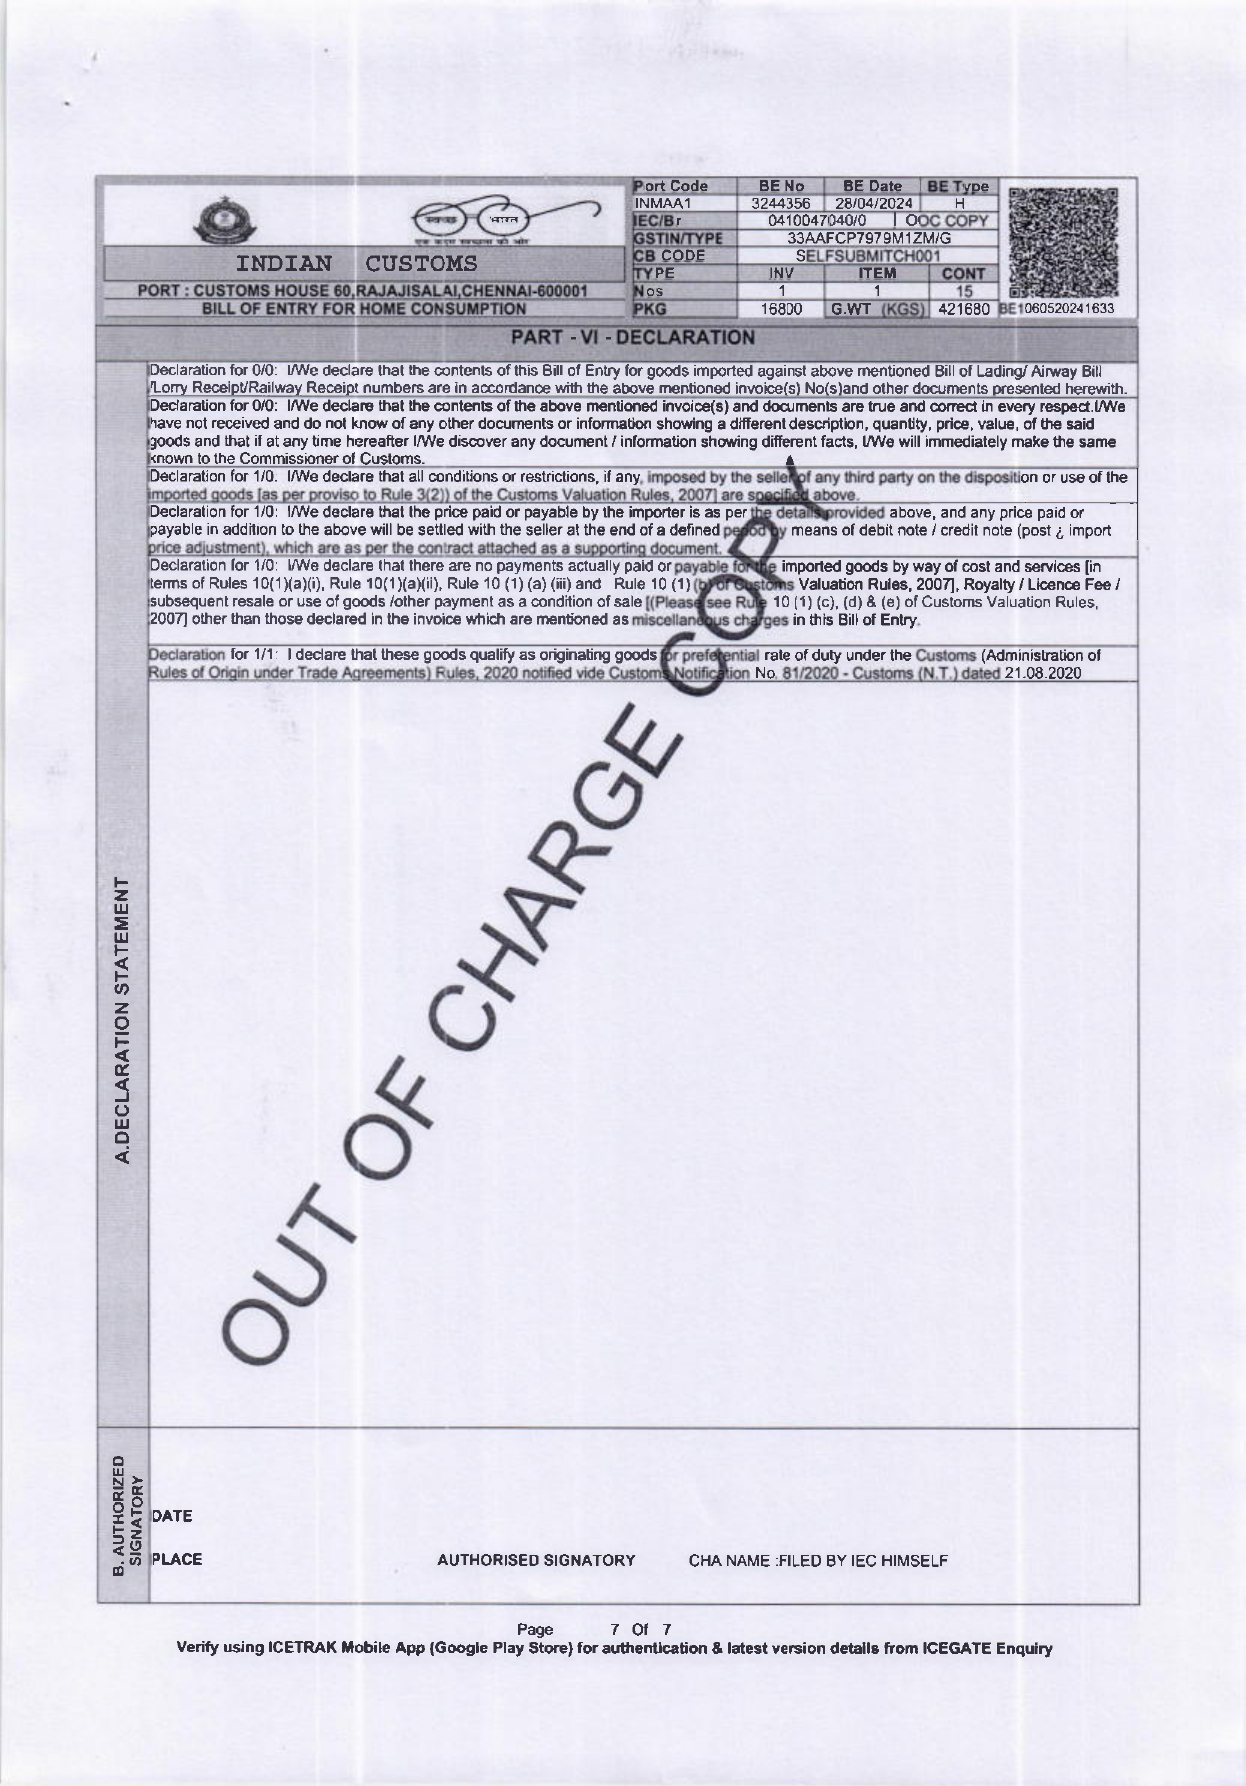 Port Code BE No BE Date BE Type
INMAA1 3244356 28/04/2024 H
IEC/Br 0410047040/0 OOC COPY
GSTIN/TYPE 33AAFCP7979M1ZM/G
CB CODE SELFSUBMITCH001
TYPE INV ITEM CONT
Nos 1 1 15
PKG 16800 G.WT (KGS) 421680 BE1060520241633
स्वच्छ भारत
एक कदम स्वच्छता की ओर
INDIAN CUSTOMS
PORT : CUSTOMS HOUSE 60,RAJAJISALAI,CHENNAI-600001
BILL OF ENTRY FOR HOME CONSUMPTION
PART - VI - DECLARATION
Declaration for 0/0: I/We declare that the contents of this Bill of Entry for goods imported against above mentioned Bill of Lading/ Airway Bill
/Lorry Receipt/Railway Receipt numbers are in accordance with the above mentioned invoice(s) No(s)and other documents presented herewith.
Declaration for 0/0: I/We declare that the contents of the above mentioned invoice(s) and documents are true and correct in every respect.I/We
have not received and do not know of any other documents or information showing a different description, quantity, price, value, of the said
goods and that if at any time hereafter I/We discover any document / information showing different facts, I/We will immediately make the same
known to the Commissioner of Customs.
Declaration for 1/0: I/We declare that all conditions or restrictions, if any, imposed by the seller of any third party on the disposition or use of the
imported goods [as per proviso to Rule 3(2)) of the Customs Valuation Rules, 2007] are specified above.
Declaration for 1/0: I/We declare that the price paid or payable by the importer is as per the details provided above, and any price paid or
payable in addition to the above will be settled with the seller at the end of a defined period by means of debit note / credit note (post ¿ import
price adjustment), which are as per the contract attached as a supporting document.
Declaration for 1/0: I/We declare that there are no payments actually paid or payable for the imported goods by way of cost and services [in
terms of Rules 10(1)(a)(i), Rule 10(1)(a)(ii), Rule 10 (1) (a) (iii) and Rule 10 (1) (b) of Customs Valuation Rules, 2007], Royalty / Licence Fee /
subsequent resale or use of goods /other payment as a condition of sale [(Please see Rule 10 (1) (c), (d) & (e) of Customs Valuation Rules,
2007] other than those declared in the invoice which are mentioned as miscellaneous charges in this Bill of Entry.
Declaration for 1/1: I declare that these goods qualify as originating goods for preferential rate of duty under the Customs (Administration of
Rules of Origin under Trade Agreements) Rules, 2020 notified vide Customs Notification No. 81/2020 - Customs (N.T.) dated 21.08.2020
OUT OF CHARGE COPY
A.DECLARATION STATEMENT
B. AUTHORIZED
SIGNATORY
DATE
PLACE AUTHORISED SIGNATORY CHA NAME :FILED BY IEC HIMSELF
Page 7 Of 7
Verify using ICETRAK Mobile App (Google Play Store) for authentication & latest version details from ICEGATE Enquiry